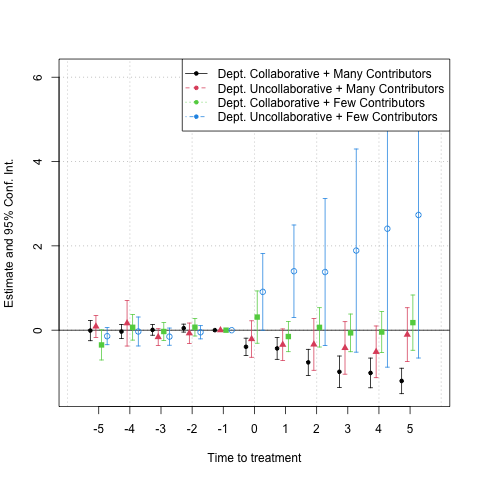 Dept. Collaborative + Many Contributors
Dept. Uncollaborative + Many Contributors
Dept. Collaborative + Few Contributors
Dept. Uncollaborative + Few Contributors
Estimate and 95% Conf. Int.
6
4
2
0
-5 -4 -3 -2 -1 0 1 2 3 4 5
Time to treatment